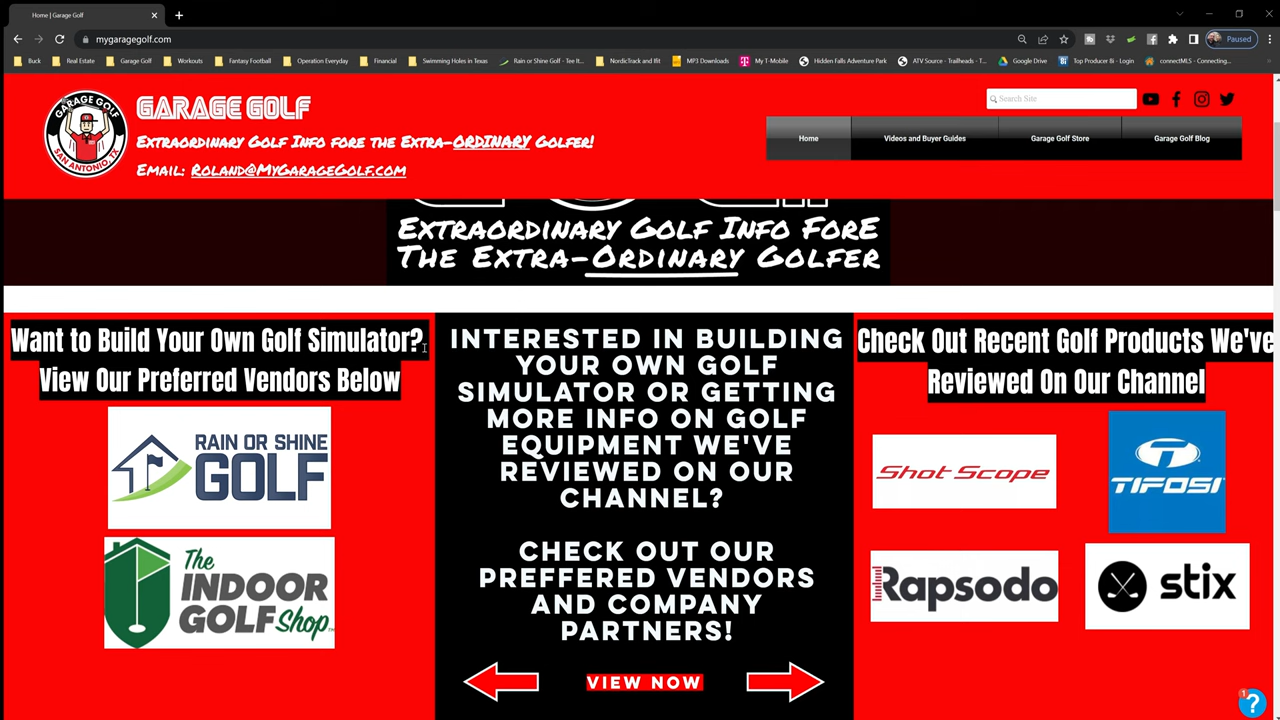 Home | Garage Golf
mygaragegolf.com
Paused
Buck
Real Estate
Garage Golf
Workouts
Fantasy Football
Operation Everyday
Financial
Swimming Holes in Texas
Rain or Shine Golf - Tee It...
NordicTrack and Ifit
MP3 Downloads
My T-Mobile
Hidden Falls Adventure Park
ATV Source - Trailheads - T...
Google Drive
Top Producer Bi - Login
connectMLS - Connecting...
GARAGE GOLF
SAN ANTONIO, TX
GARAGE GOLF
Extraordinary Golf Info fore the Extra-Ordinary Golfer!
Email: Roland@MyGarageGolf.com
Search Site
Home
Videos and Buyer Guides
Garage Golf Store
Garage Golf Blog
Extraordinary Golf Info ForE
The Extra-Ordinary Golfer
Want to Build Your Own Golf Simulator?
View Our Preferred Vendors Below
RAIN OR SHINE
GOLF
The
INDOOR
GOLF Shop
INTERESTED IN BUILDING
YOUR OWN GOLF
SIMULATOR OR GETTING
MORE INFO ON GOLF
EQUIPMENT WE'VE
REVIEWED ON OUR
CHANNEL?
CHECK OUT OUR
PREFFERED VENDORS
AND COMPANY
PARTNERS!
VIEW NOW
Check Out Recent Golf Products We've
Reviewed On Our Channel
Shot Scope
TIFOSI
Rapsodo
stix
1
?